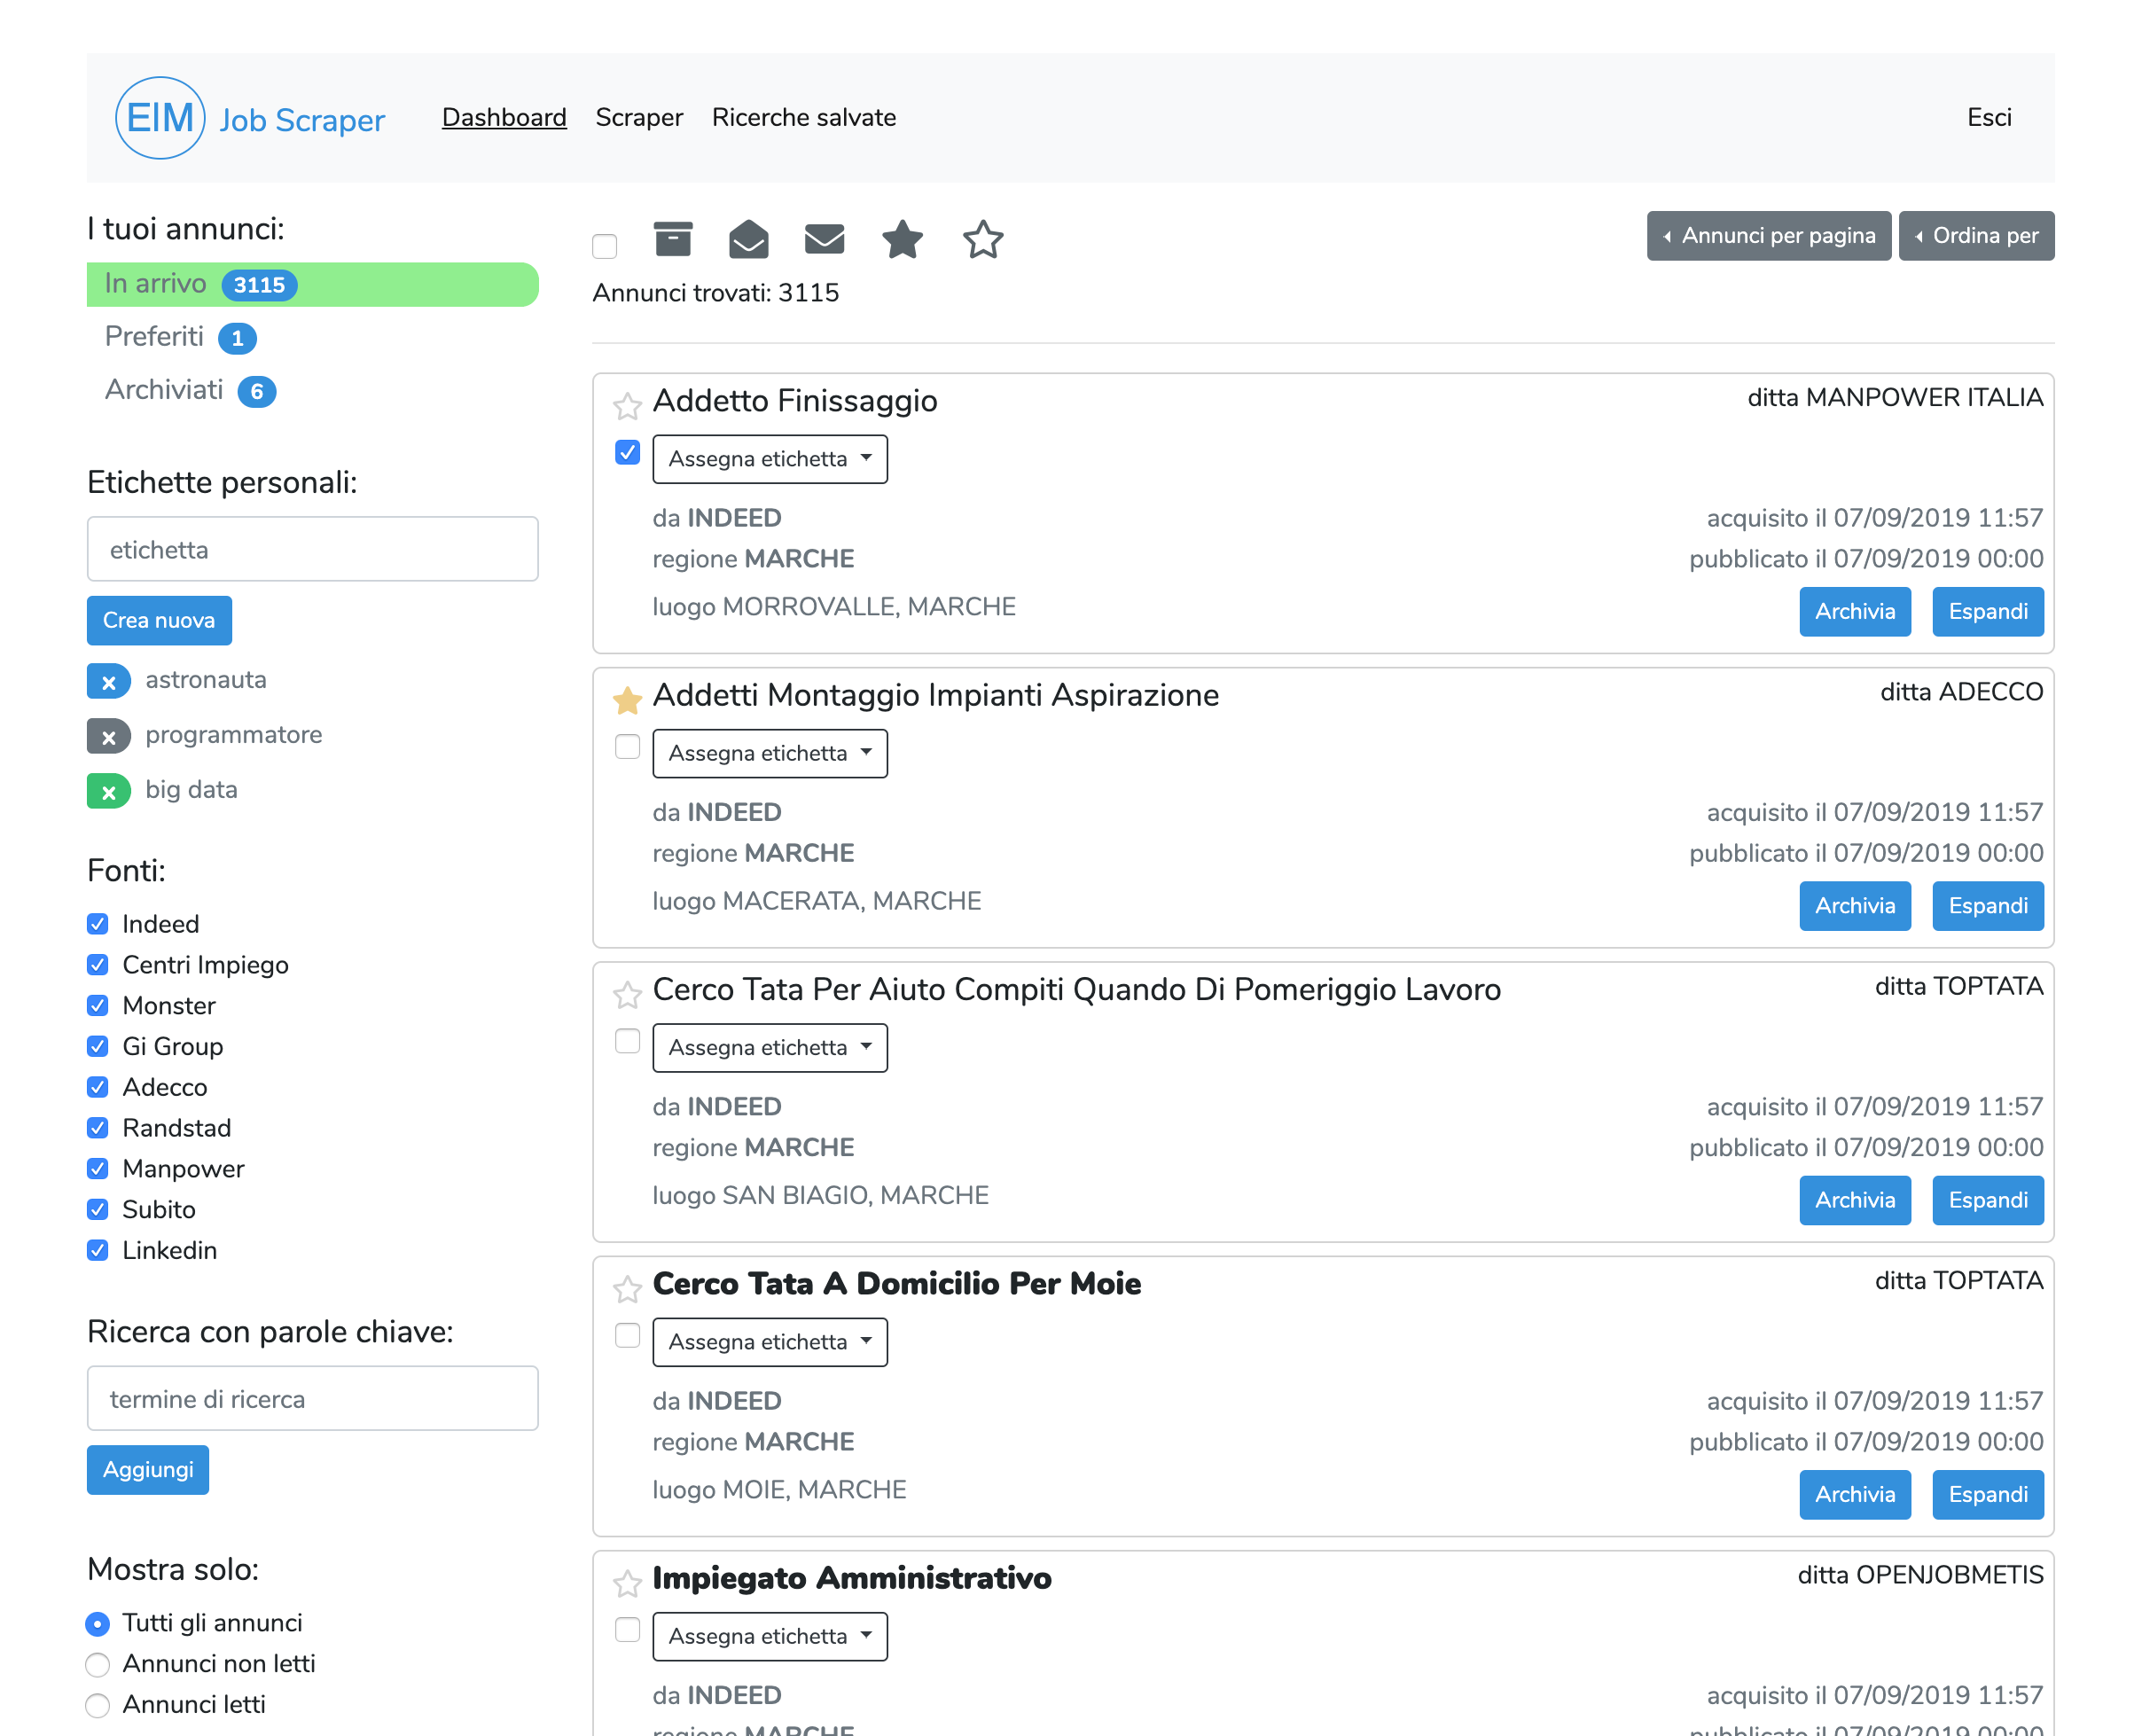 EIM Job Scraper Dashboard Scraper Ricerche salvate Esci
I tuoi annunci:
In arrivo 3115
Preferiti 1
Archiviati 6
Etichette personali:
etichetta
Crea nuova
x astronauta
x programmatore
x big data
Fonti:
Indeed
Centri Impiego
Monster
Gi Group
Adecco
Randstad
Manpower
Subito
Linkedin
Ricerca con parole chiave:
termine di ricerca
Aggiungi
Mostra solo:
Tutti gli annunci
Annunci non letti
Annunci letti
Annunci per pagina Ordina per
Annunci trovati: 3115
Addetto Finissaggio ditta MANPOWER ITALIA
Assegna etichetta
da INDEED acquisito il 07/09/2019 11:57
regione MARCHE pubblicato il 07/09/2019 00:00
luogo MORROVALLE, MARCHE Archivia Espandi
Addetti Montaggio Impianti Aspirazione ditta ADECCO
Assegna etichetta
da INDEED acquisito il 07/09/2019 11:57
regione MARCHE pubblicato il 07/09/2019 00:00
luogo MACERATA, MARCHE Archivia Espandi
Cerco Tata Per Aiuto Compiti Quando Di Pomeriggio Lavoro ditta TOPTATA
Assegna etichetta
da INDEED acquisito il 07/09/2019 11:57
regione MARCHE pubblicato il 07/09/2019 00:00
luogo SAN BIAGIO, MARCHE Archivia Espandi
Cerco Tata A Domicilio Per Moie ditta TOPTATA
Assegna etichetta
da INDEED acquisito il 07/09/2019 11:57
regione MARCHE pubblicato il 07/09/2019 00:00
luogo MOIE, MARCHE Archivia Espandi
Impiegato Amministrativo ditta OPENJOBMETIS
Assegna etichetta
da INDEED acquisito il 07/09/2019 11:57
regione MARCHE pubblicato il 07/09/2019 00:00